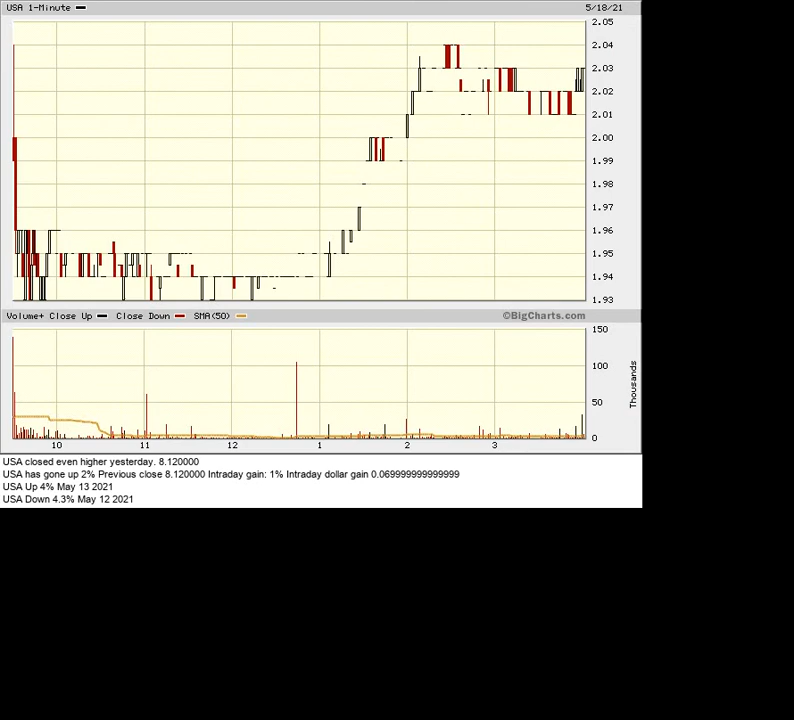 USA 1-Minute 5/18/21
2.05
2.04
2.03
2.02
2.01
2.00
1.99
1.98
1.97
1.96
1.95
1.94
1.93
Volume+ Close Up Close Down SMA(50) ©BigCharts.com
150
100
50
0
Thousands
10 11 12 1 2 3
USA closed even higher yesterday. 8.120000
USA has gone up 2% Previous close 8.120000 Intraday gain: 1% Intraday dollar gain 0.069999999999999
USA Up 4% May 13 2021
USA Down 4.3% May 12 2021